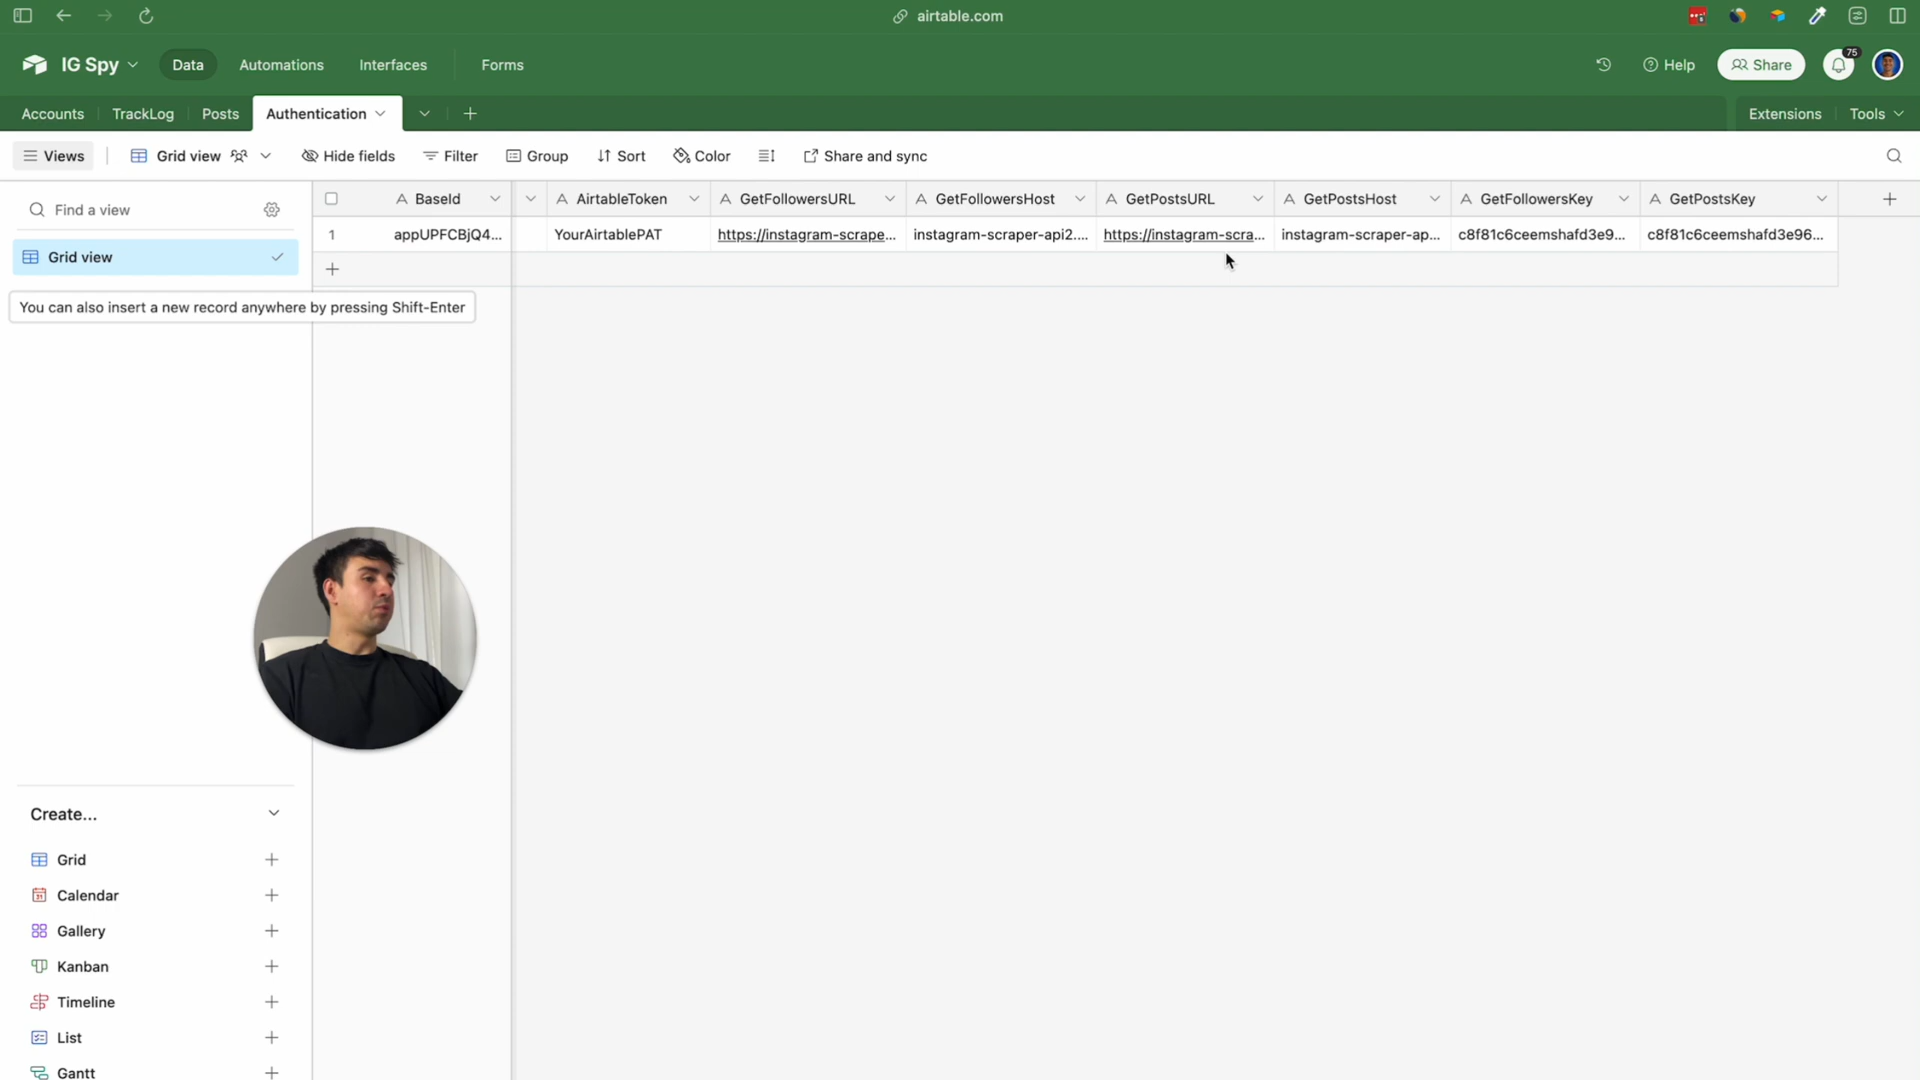 airtable.com
IG Spy
Data
Automations
Interfaces
Forms
Help
Share
75
Accounts
TrackLog
Posts
Authentication
Extensions
Tools
Views
Grid view
Hide fields
Filter
Group
Sort
Color
Share and sync
Find a view
BaseId
AirtableToken
GetFollowersURL
GetFollowersHost
GetPostsURL
GetPostsHost
GetFollowersKey
GetPostsKey
1
appUPFCBjQ4...
YourAirtablePAT
https://instagram-scrape...
instagram-scraper-api2....
https://instagram-scra...
instagram-scraper-ap...
c8f81c6ceemshafd3e9...
c8f81c6ceemshafd3e96...
Grid view
You can also insert a new record anywhere by pressing Shift-Enter
Create...
Grid
Calendar
Gallery
Kanban
Timeline
List
Gantt